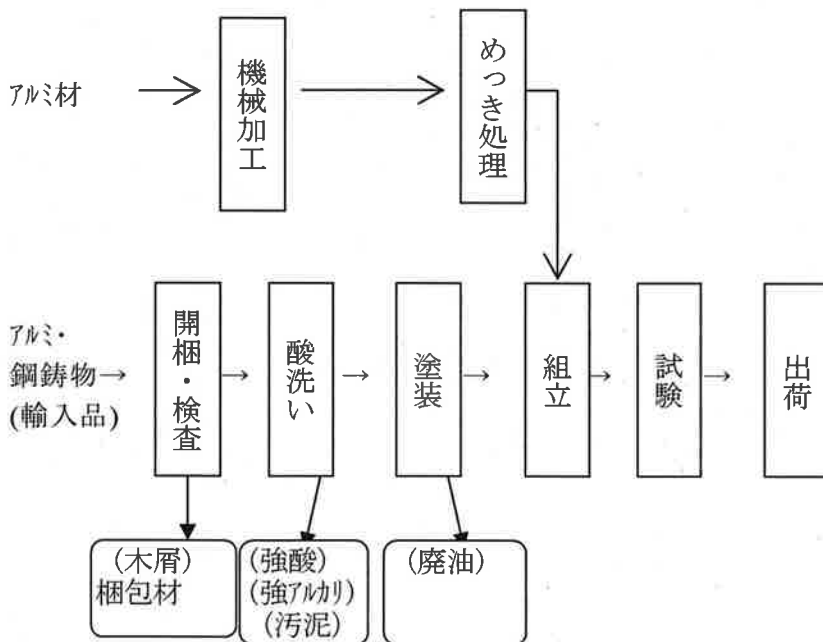 アルミ材
機械加工
めっき処理
アルミ・
鋼鋳物→
(輸入品)
開梱・検査
酸洗い
塗装
組立
試験
出荷
(木屑)
梱包材
(強酸)
(強アルカリ)
(汚泥)
(廃油)